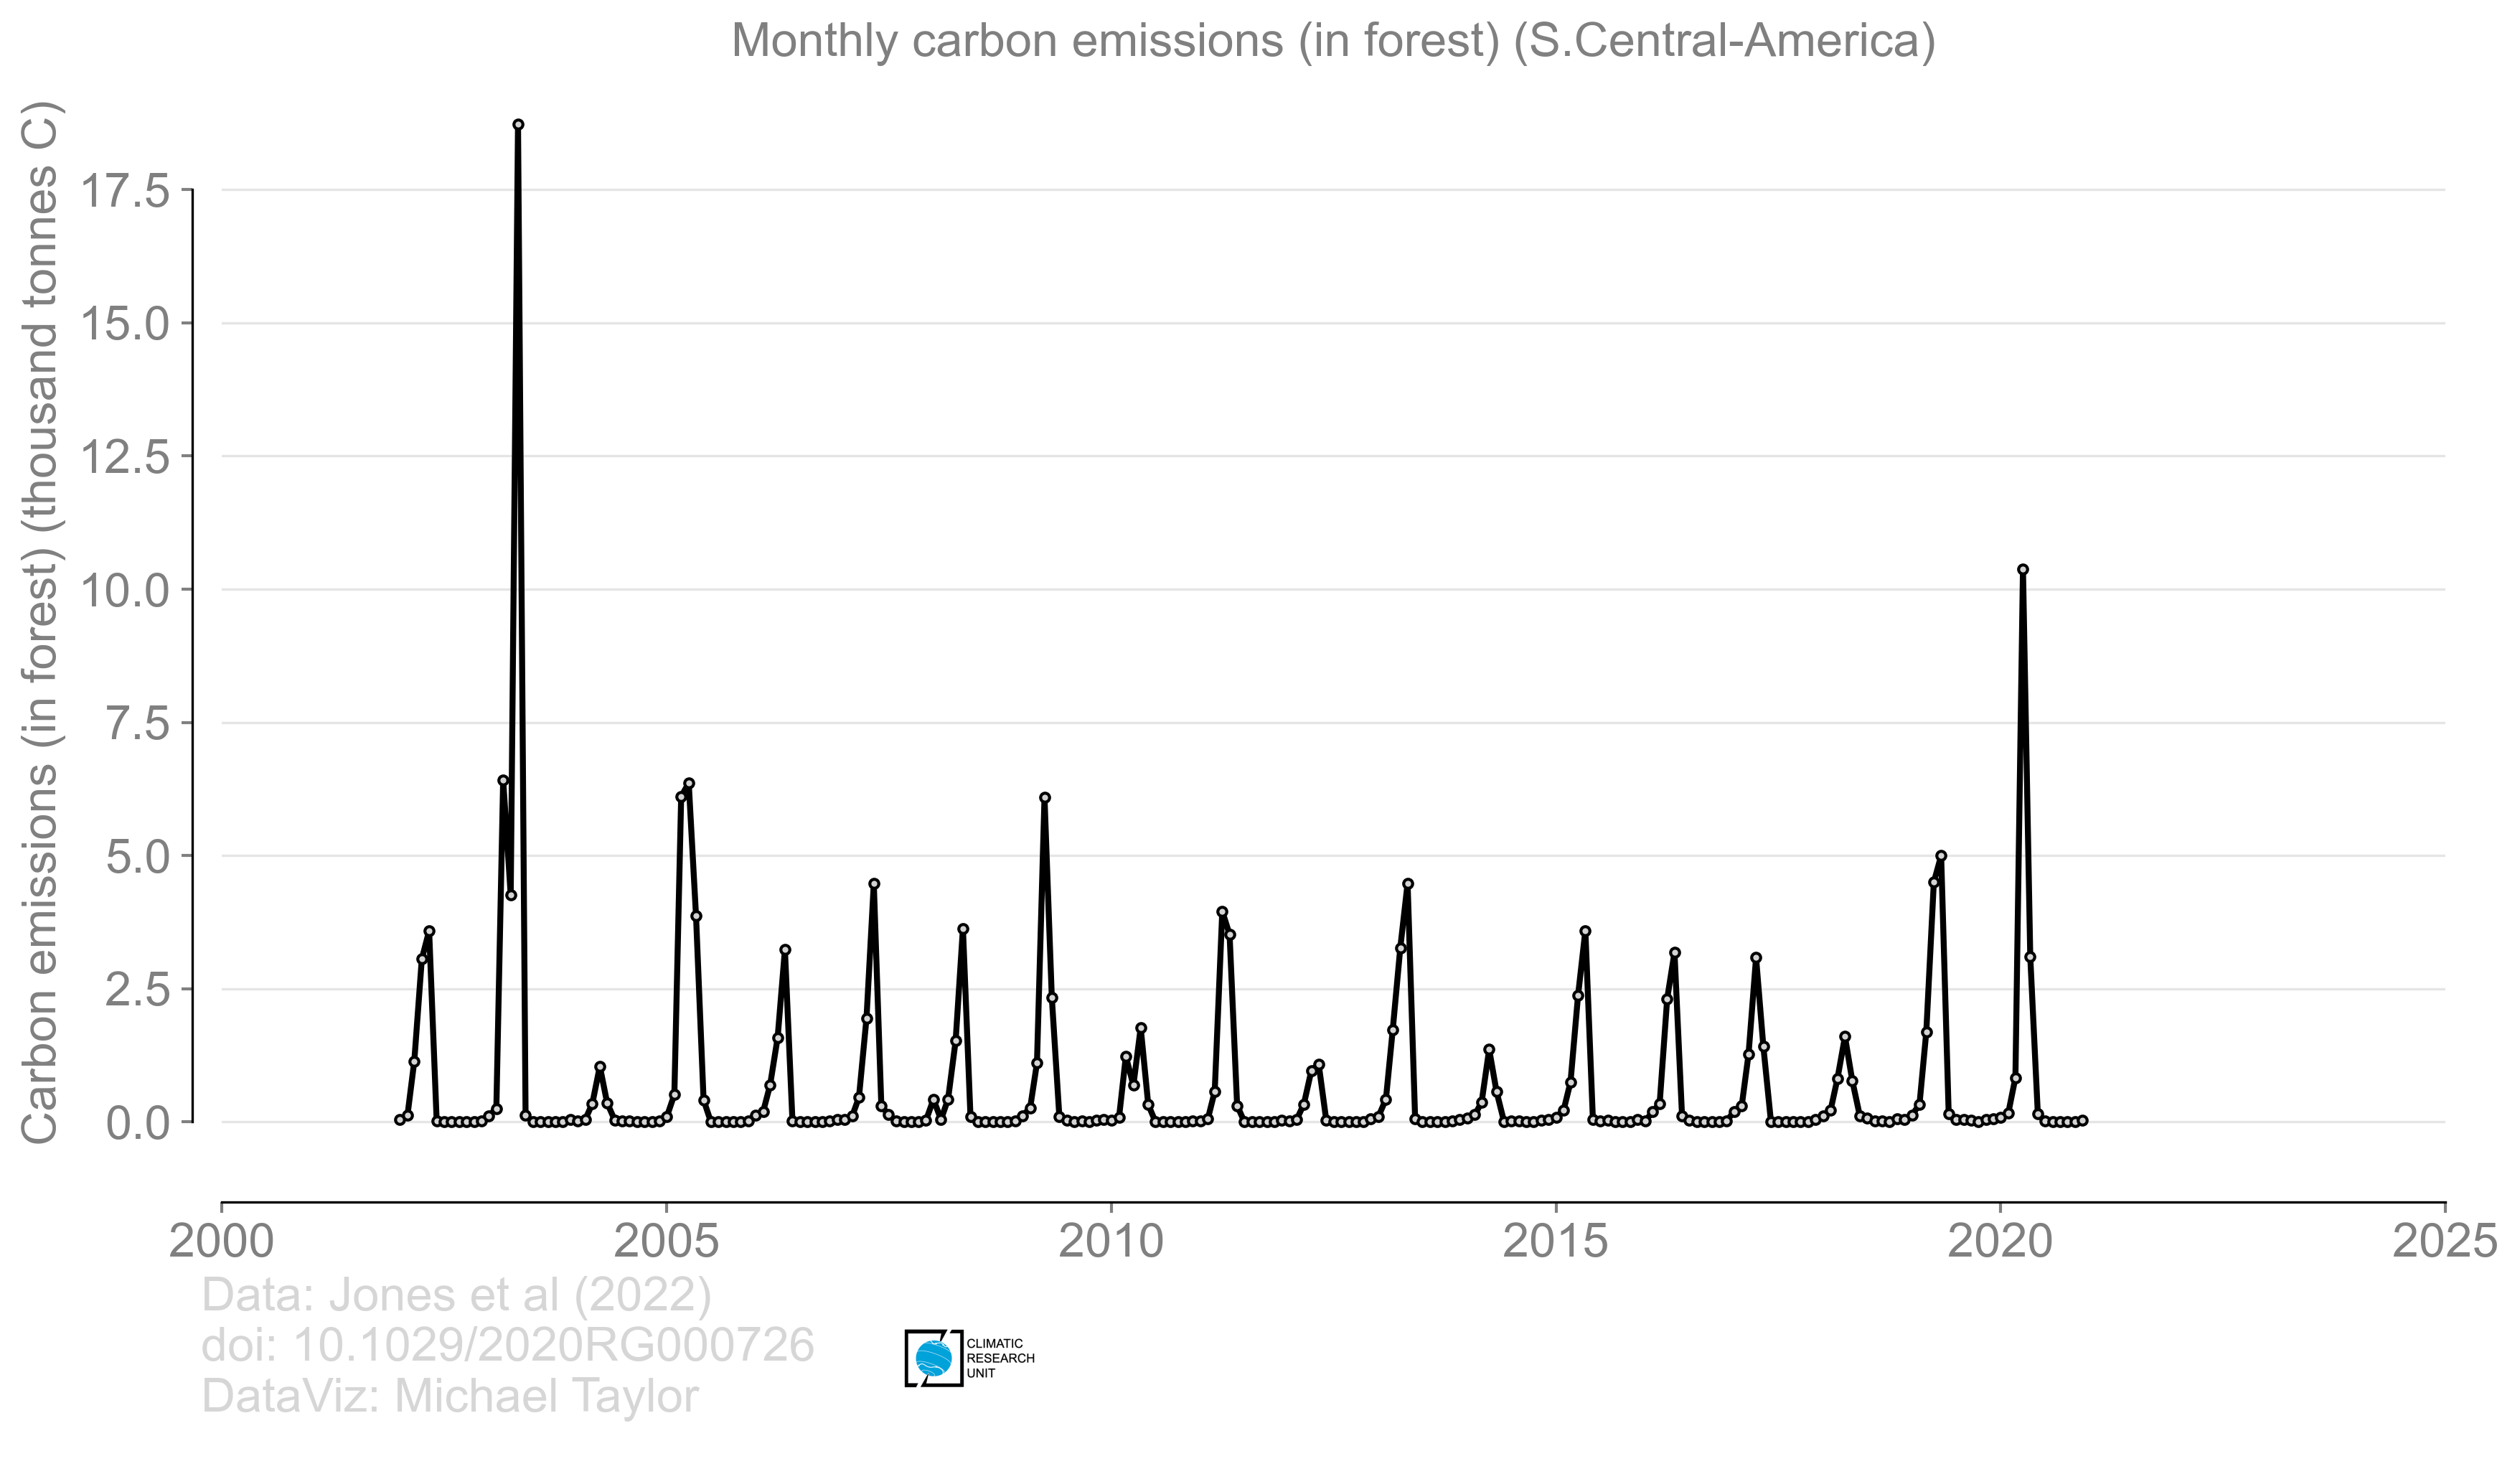 Monthly carbon emissions (in forest) (S.Central-America)
Carbon emissions (in forest) (thousand tonnes C)
17.5
15.0
12.5
10.0
7.5
5.0
2.5
0.0
2000
2005
2010
2015
2020
2025
Data: Jones et al (2022)
doi: 10.1029/2020RG000726
DataViz: Michael Taylor
CLIMATIC
RESEARCH
UNIT